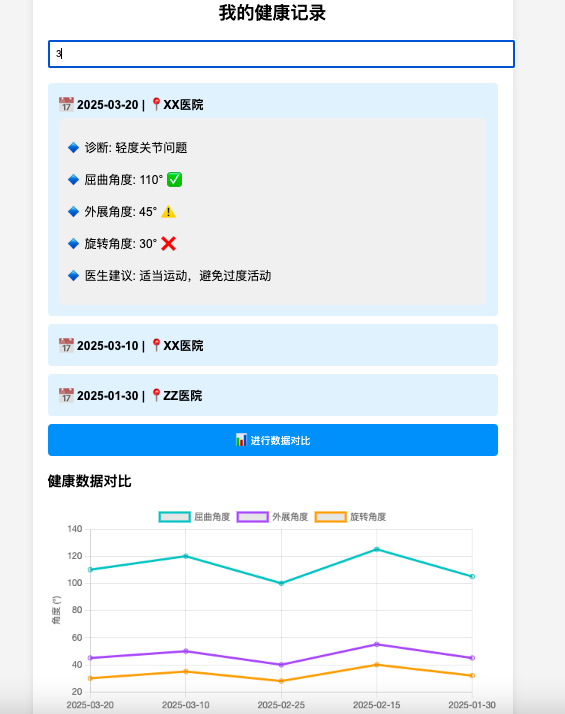 我的健康记录
3
📅 2025-03-20 | 📍XX医院
🔹 诊断: 轻度关节问题
🔹 屈曲角度: 110° ✅
🔹 外展角度: 45° ⚠️
🔹 旋转角度: 30° ❌
🔹 医生建议: 适当运动，避免过度活动
📅 2025-03-10 | 📍XX医院
📅 2025-01-30 | 📍ZZ医院
📊 进行数据对比
健康数据对比
屈曲角度 外展角度 旋转角度
140
120
100
80
60
40
20
角度 (°)
2025-03-20 2025-03-10 2025-02-25 2025-02-15 2025-01-30